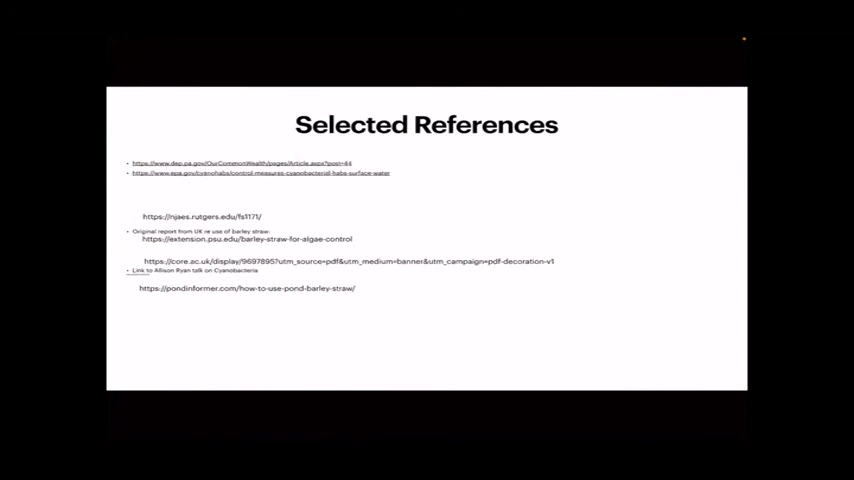 Selected References
• https://www.dep.pa.gov/OurCommonWealth/pages/Article.aspx?post=44
• https://www.epa.gov/cyanohabs/control-measures-cyanobacterial-habs-surface-water
https://njaes.rutgers.edu/fs1171/
• Original report from UK re use of barley straw:
https://extension.psu.edu/barley-straw-for-algae-control
https://core.ac.uk/display/9697895?utm_source=pdf&utm_medium=banner&utm_campaign=pdf-decoration-v1
• Link to Allison Ryan talk on Cyanobacteria
https://pondinformer.com/how-to-use-pond-barley-straw/